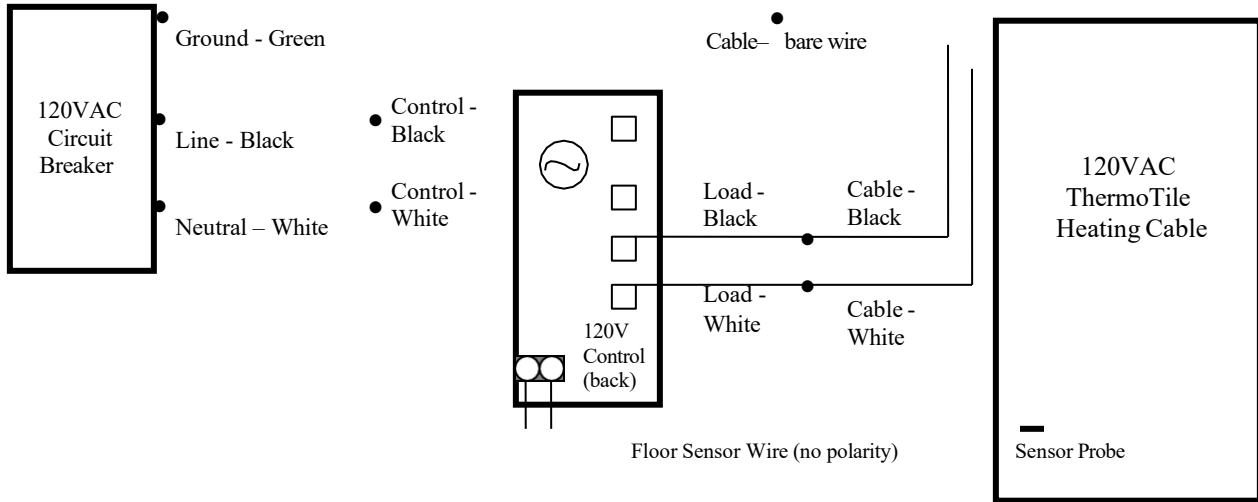 Ground - Green
Cable– bare wire
120VAC
Circuit
Breaker
Line - Black
Neutral – White
Control -
Black
Control -
White
Load -
Black
Cable -
Black
Load -
White
Cable -
White
120V
Control
(back)
120VAC
ThermoTile
Heating Cable
Floor Sensor Wire (no polarity)
Sensor Probe